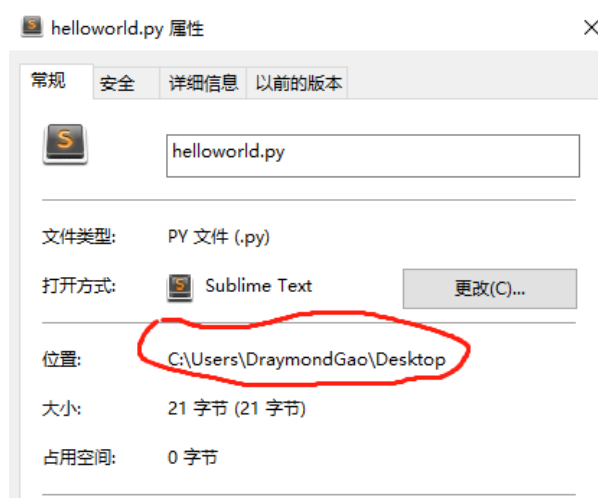 helloworld.py 属性
常规 安全 详细信息 以前的版本
helloworld.py
文件类型: PY 文件 (.py)
打开方式: Sublime Text 更改(C)...
位置: C:\Users\DraymondGao\Desktop
大小: 21 字节 (21 字节)
占用空间: 0 字节